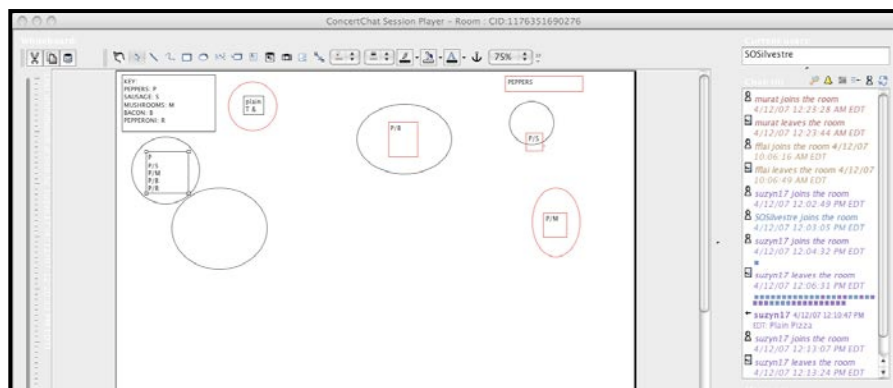 ConcertChat Session Player - Room : CID:1176351690276
75%
SOSilvestre
KEY:
PEPPERS: P
SAUSAGE: S
MUSHROOMS: M
BACON: B
PEPPERONI: R
plain
T &
PEPPERS
P/B
P/S
P
P/S
P/M
P/B
P/R
P/M
murat joins the room
4/12/07 12:23:28 AM EDT
murat leaves the room
4/12/07 12:23:44 AM EDT
fflai joins the room 4/12/07
10:06:16 AM EDT
fflai leaves the room 4/12/07
10:06:49 AM EDT
suzyn17 joins the room
4/12/07 12:02:49 PM EDT
SOSilvestre joins the room
4/12/07 12:03:05 PM EDT
suzyn17 joins the room
4/12/07 12:04:32 PM EDT
suzyn17 leaves the room
4/12/07 12:06:31 PM EDT
suzyn17 4/12/07 12:10:47 PM
EDT: Plain Pizza
suzyn17 joins the room
4/12/07 12:13:07 PM EDT
suzyn17 leaves the room
4/12/07 12:13:24 PM EDT